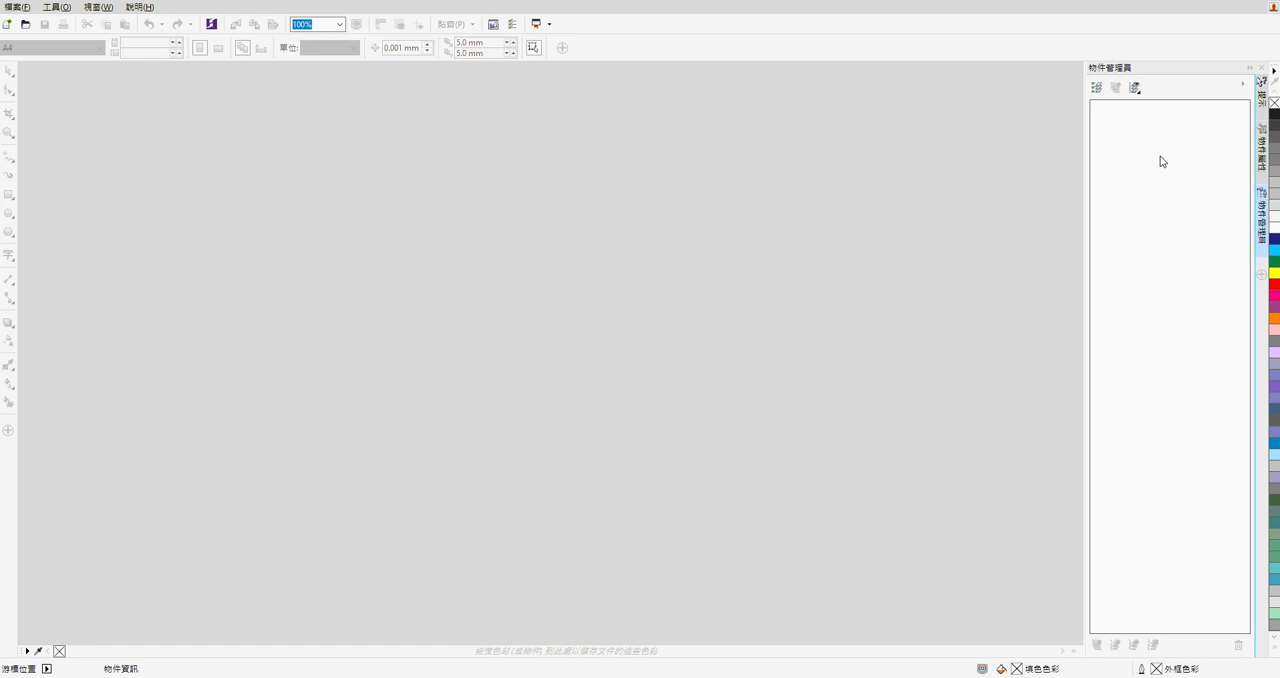 檔案(F) 工具(O) 視窗(W) 說明(H)
100% 貼齊(P)
A4 單位: 0.001 mm 5.0 mm
5.0 mm
物件管理員
提示
物件屬性
物件管理員
拖曳色彩 (或物件) 到此處以儲存文件的這些色彩
游標位置 物件資訊 填色色彩 外框色彩